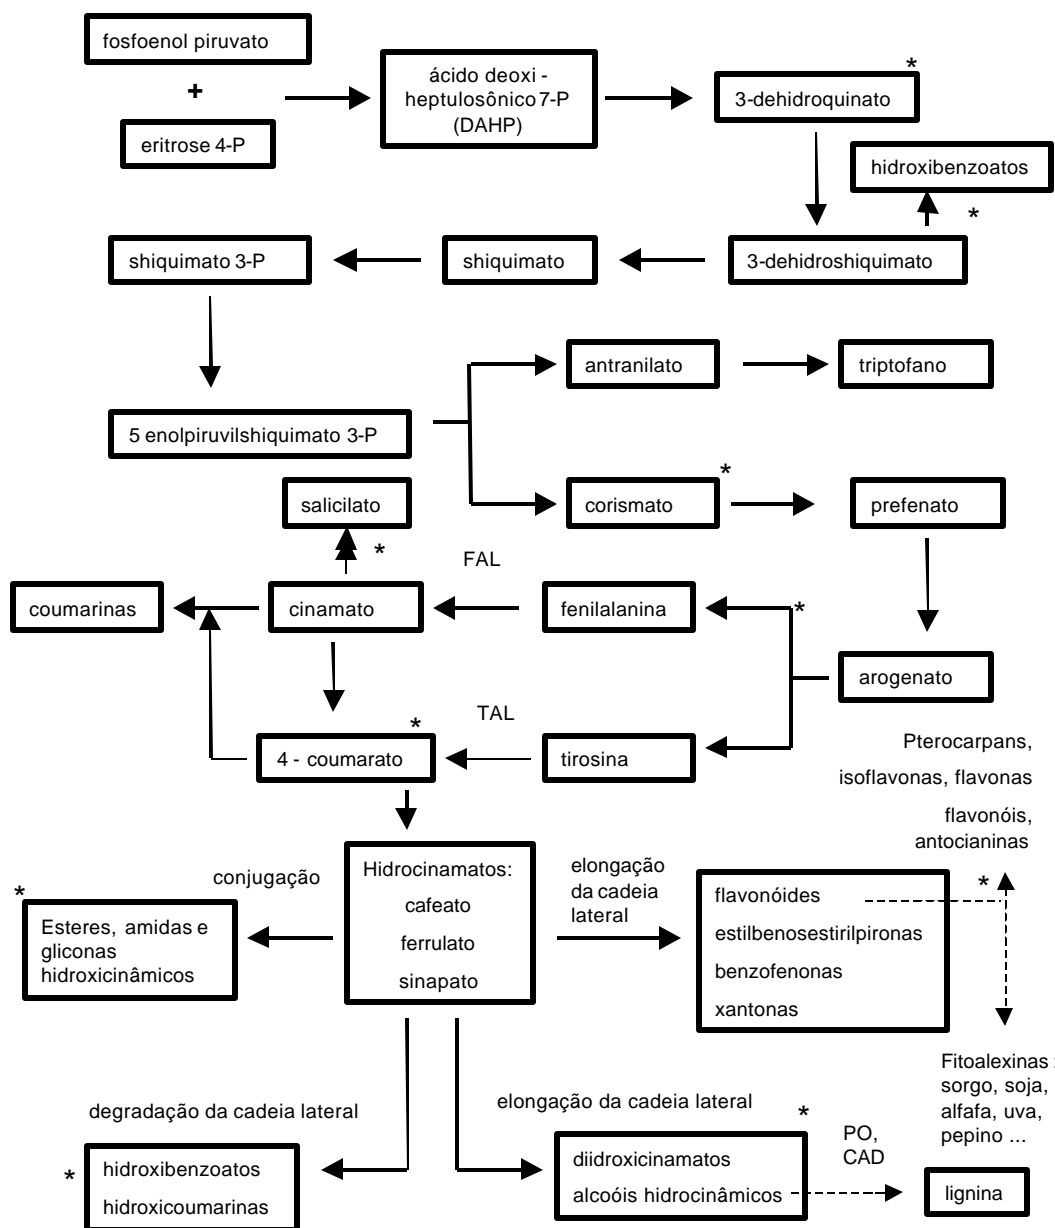 fosfoenol piruvato
+
eritrose 4-P
ácido deoxi -
heptulosônico 7-P
(DAHP)
*
3-dehidroquinato
hidroxibenzoatos
*
shiquimato 3-P
shiquimato
3-dehidroshiquimato
antranilato
triptofano
5 enolpiruvilshiquimato 3-P
*
salicilato
corismato
prefenato
*
FAL
coumarinas
cinamato
fenilalanina
*
arogenato
*
TAL
4 - coumarato
tirosina
Pterocarpans,
isoflavonas, flavonas
flavonóis,
antocianinas
*
conjugação
Esteres, amidas e
gliconas
hidroxicinâmicos
Hidrocinamatos:
cafeato
ferrulato
sinapato
elongação
da cadeia
lateral
*
flavonóides
estilbenosestirilpironas
benzofenonas
xantonas
Fitoalexinas :
sorgo, soja,
alfafa, uva,
pepino ...
degradação da cadeia lateral
*
hidroxibenzoatos
hidroxicoumarinas
elongação da cadeia lateral
*
diidroxicinamatos
alcoóis hidrocinâmicos
PO,
CAD
lignina